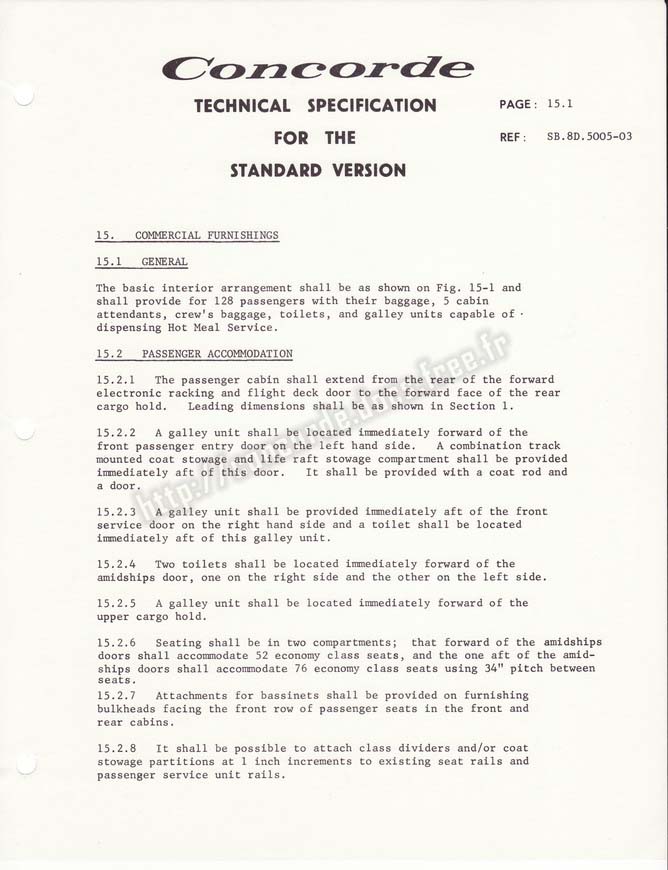 Concorde
TECHNICAL SPECIFICATION
PAGE: 15.1
FOR THE
REF: SB.8D.5005-03
STANDARD VERSION
15. COMMERCIAL FURNISHINGS
15.1 GENERAL
The basic interior arrangement shall be as shown on Fig. 15-1 and
shall provide for 128 passengers with their baggage, 5 cabin
attendants, crew's baggage, toilets, and galley units capable of
dispensing Hot Meal Service.
15.2 PASSENGER ACCOMMODATION
15.2.1 The passenger cabin shall extend from the rear of the forward
electronic racking and flight deck door to the forward face of the rear
cargo hold. Leading dimensions shall be as shown in Section 1.
15.2.2 A galley unit shall be located immediately forward of the
front passenger entry door on the left hand side. A combination track
mounted coat stowage and life raft stowage compartment shall be provided
immediately aft of this door. It shall be provided with a coat rod and
a door.
15.2.3 A galley unit shall be provided immediately aft of the front
service door on the right hand side and a toilet shall be located
immediately aft of this galley unit.
15.2.4 Two toilets shall be located immediately forward of the
amidships door, one on the right side and the other on the left side.
15.2.5 A galley unit shall be located immediately forward of the
upper cargo hold.
15.2.6 Seating shall be in two compartments; that forward of the amidships
doors shall accommodate 52 economy class seats, and the one aft of the amid-
ships doors shall accommodate 76 economy class seats using 34" pitch between
seats.
15.2.7 Attachments for bassinets shall be provided on furnishing
bulkheads facing the front row of passenger seats in the front and
rear cabins.
15.2.8 It shall be possible to attach class dividers and/or coat
stowage partitions at 1 inch increments to existing seat rails and
passenger service unit rails.